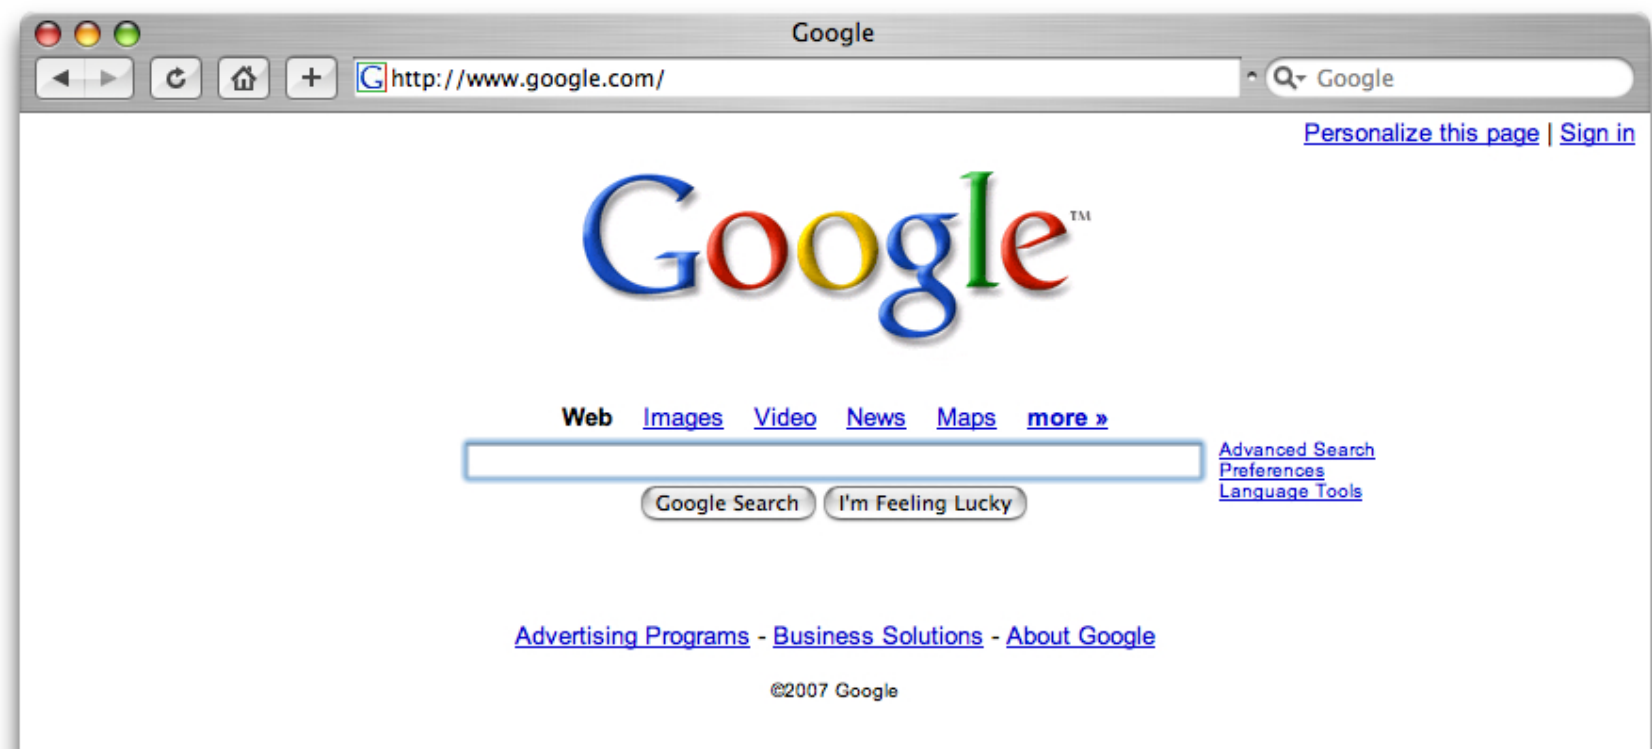 Google
http://www.google.com/ Google
Personalize this page | Sign in
Google™
Web Images Video News Maps more »
Advanced Search
Preferences
Language Tools
Google Search I'm Feeling Lucky
Advertising Programs - Business Solutions - About Google
©2007 Google